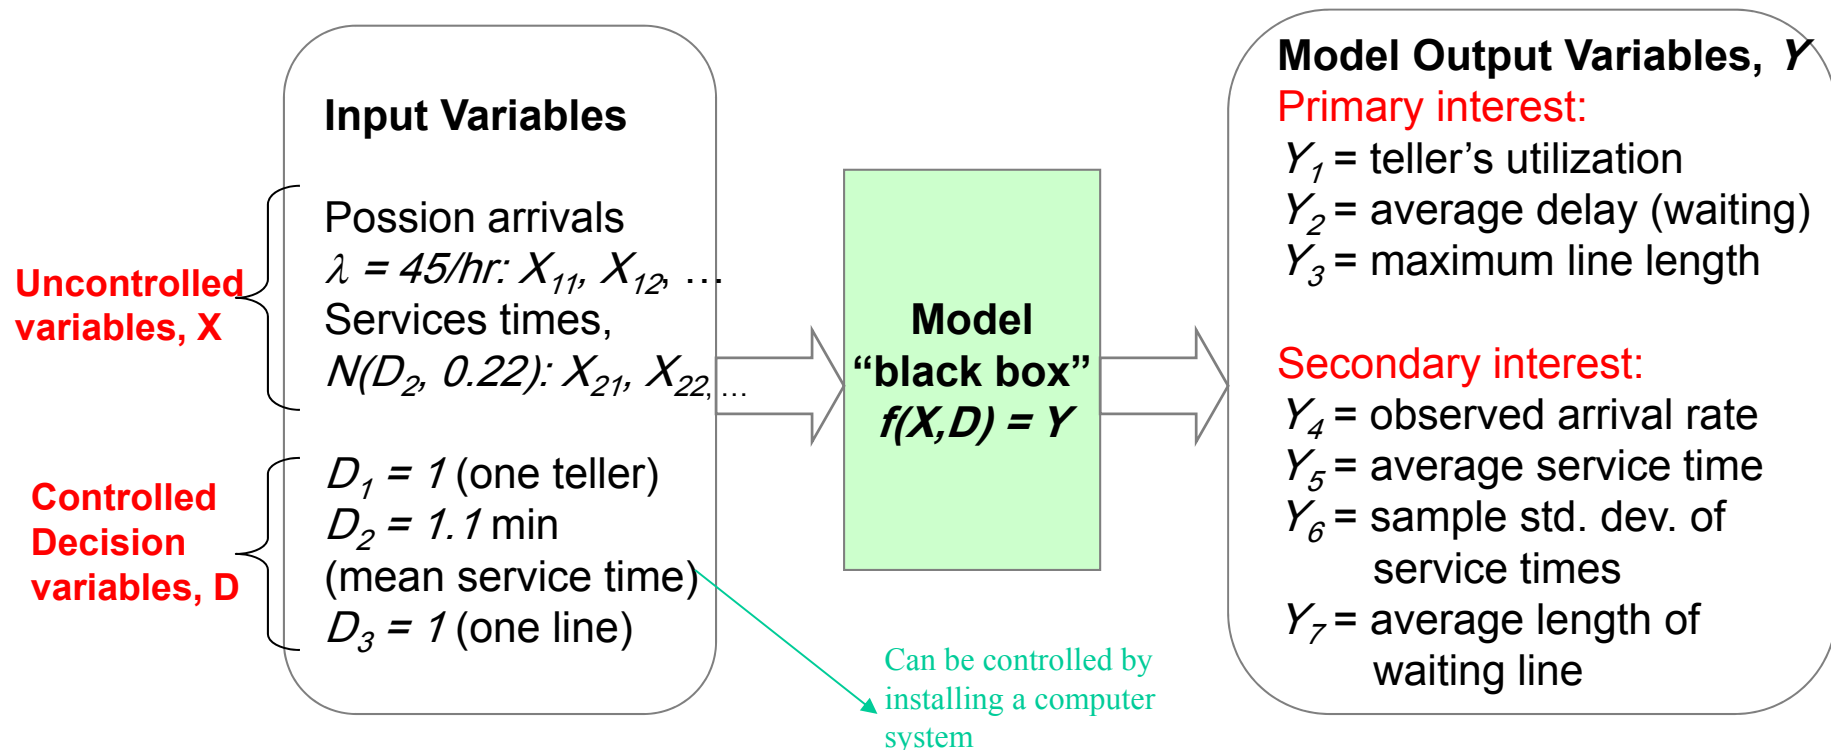 Input Variables
Uncontrolled
variables, X
Possion arrivals
λ = 45/hr: X11, X12, …
Services times,
N(D2, 0.22): X21, X22, …
Controlled
Decision
variables, D
D1 = 1 (one teller)
D2 = 1.1 min
(mean service time)
D3 = 1 (one line)
Can be controlled by
installing a computer
system
Model
“black box”
f(X,D) = Y
Model Output Variables, Y
Primary interest:
Y1 = teller’s utilization
Y2 = average delay (waiting)
Y3 = maximum line length
Secondary interest:
Y4 = observed arrival rate
Y5 = average service time
Y6 = sample std. dev. of
service times
Y7 = average length of
waiting line